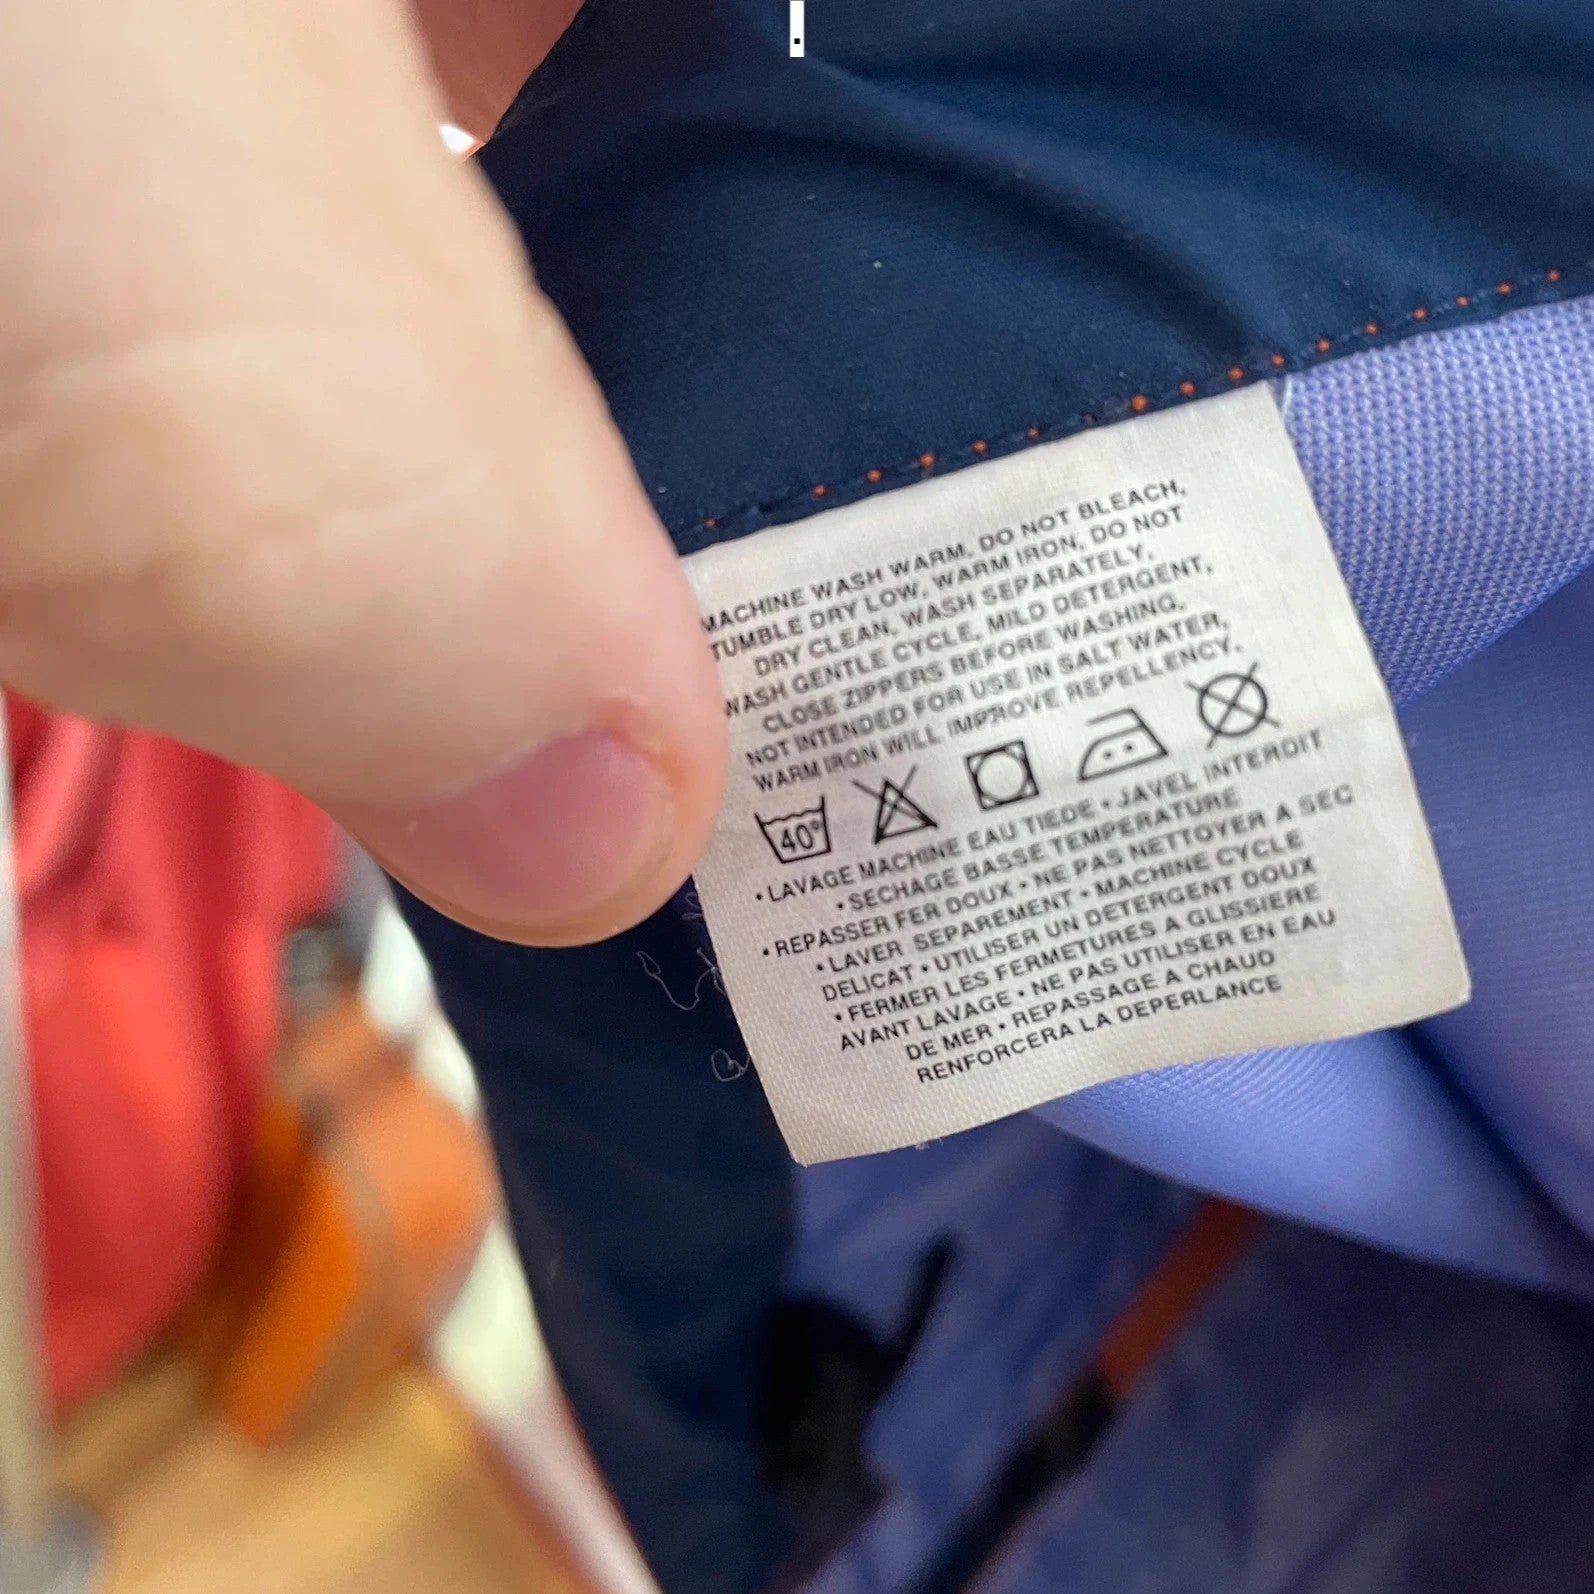 .
MACHINE WASH WARM, DO NOT BLEACH,
TUMBLE DRY LOW, WARM IRON, DO NOT
DRY CLEAN, WASH SEPARATELY,
WASH GENTLE CYCLE, MILD DETERGENT,
CLOSE ZIPPERS BEFORE WASHING,
NOT INTENDED FOR USE IN SALT WATER,
WARM IRON WILL IMPROVE REPELLENCY.
40°
• LAVAGE MACHINE EAU TIEDE • JAVEL INTERDIT
• SECHAGE BASSE TEMPERATURE
• REPASSER FER DOUX • NE PAS NETTOYER A SEC
• LAVER SEPAREMENT • MACHINE CYCLE
DELICAT • UTILISER UN DETERGENT DOUX
• FERMER LES FERMETURES A GLISSIERE
AVANT LAVAGE • NE PAS UTILISER EN EAU
DE MER • REPASSAGE A CHAUD
RENFORCERA LA DEPERLANCE